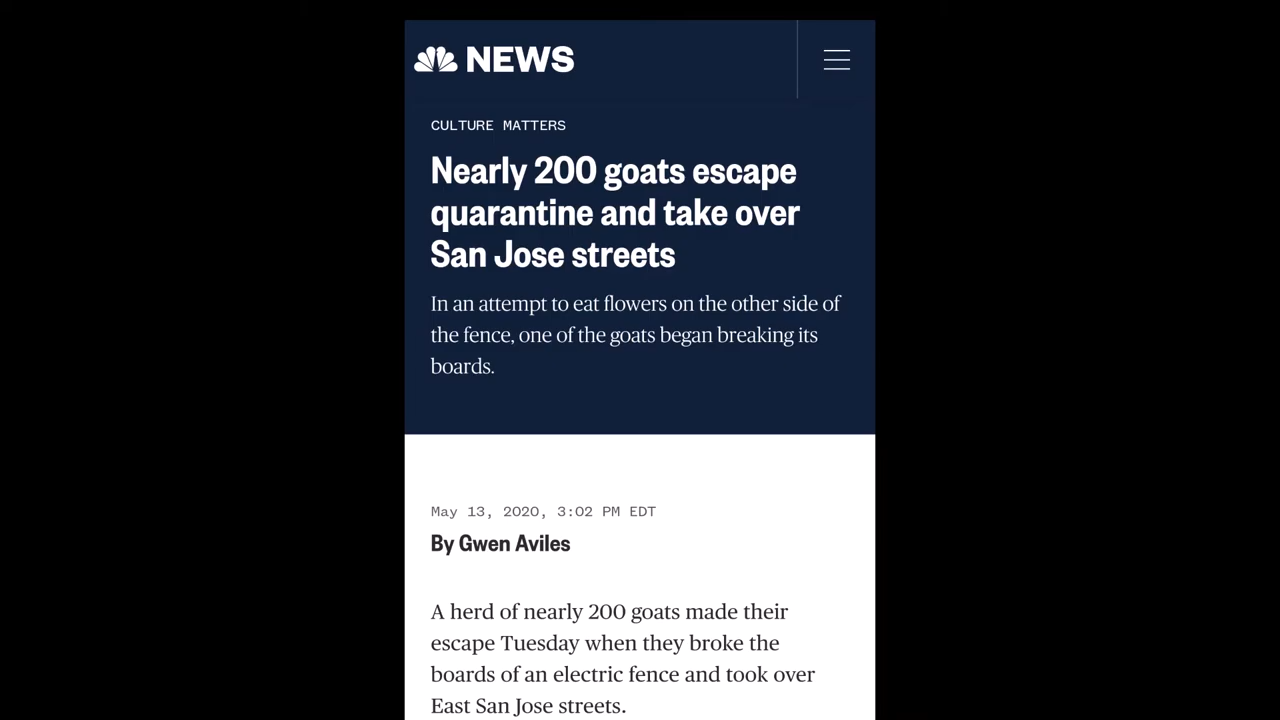 NEWS
CULTURE MATTERS
Nearly 200 goats escape
quarantine and take over
San Jose streets
In an attempt to eat flowers on the other side of
the fence, one of the goats began breaking its
boards.
May 13, 2020, 3:02 PM EDT
By Gwen Aviles
A herd of nearly 200 goats made their
escape Tuesday when they broke the
boards of an electric fence and took over
East San Jose streets.